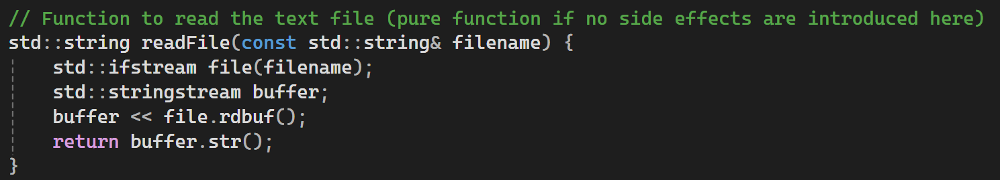 // Function to read the text file (pure function if no side effects are introduced here)
std::string readFile(const std::string& filename) {
    std::ifstream file(filename);
    std::stringstream buffer;
    buffer << file.rdbuf();
    return buffer.str();
}